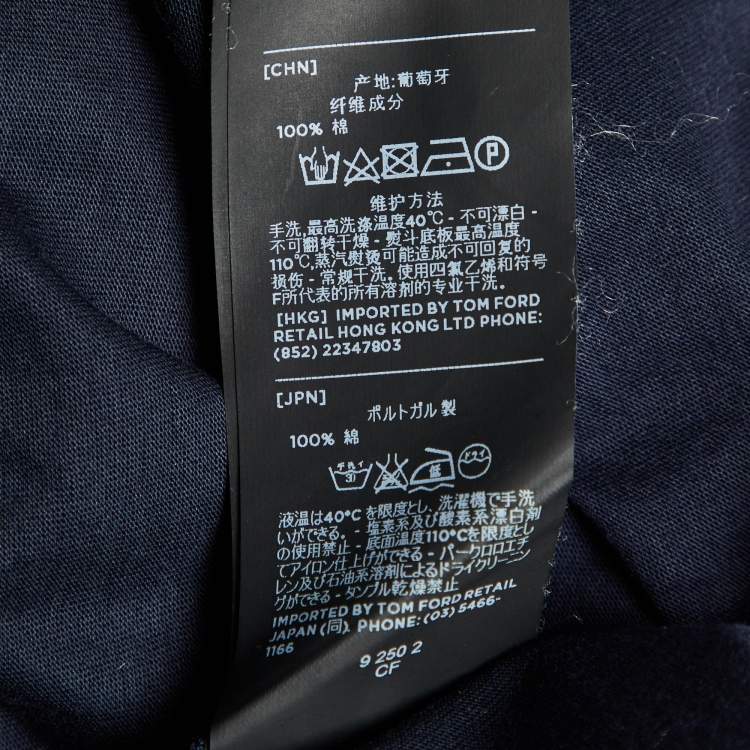 [CHN]
产地:葡萄牙
纤维成分
100% 棉
P
维护方法
手洗,最高洗涤温度40℃ - 不可漂白 -
不可翻转干燥 - 熨斗底板最高温度
110℃,蒸汽熨烫可能造成不可回复的
损伤 - 常规干洗。使用四氯乙烯和符号
F所代表的所有溶剂的专业干洗。
[HKG] IMPORTED BY TOM FORD
RETAIL HONG KONG LTD PHONE:
(852) 22347803
[JPN]
ポルトガル 製
100% 綿
30 低 ドライ
液温は40°Cを限度とし、洗濯機で手洗
いができる。 - 塩素系及び酸素系漂白剤
の使用禁止 - 底面温度110°Cを限度とし
てアイロン仕上げができる - パークロロエチ
レン及び石油系溶剤によるドライクリーニン
グができる - タンブル乾燥禁止
IMPORTED BY TOM FORD RETAIL
JAPAN (同). PHONE: (03) 5466-
1166
9 250 2
CF